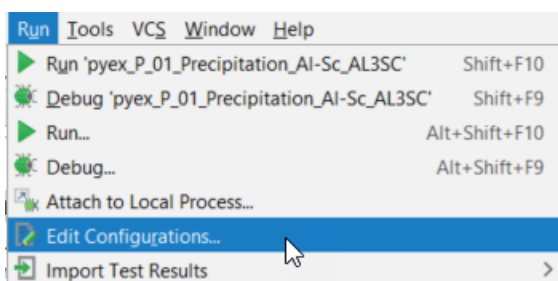 Run Tools VCS Window Help
Run 'pyex_P_01_Precipitation_Al-Sc_AL3SC' Shift+F10
Debug 'pyex_P_01_Precipitation_Al-Sc_AL3SC' Shift+F9
Run... Alt+Shift+F10
Debug... Alt+Shift+F9
Attach to Local Process...
Edit Configurations...
Import Test Results